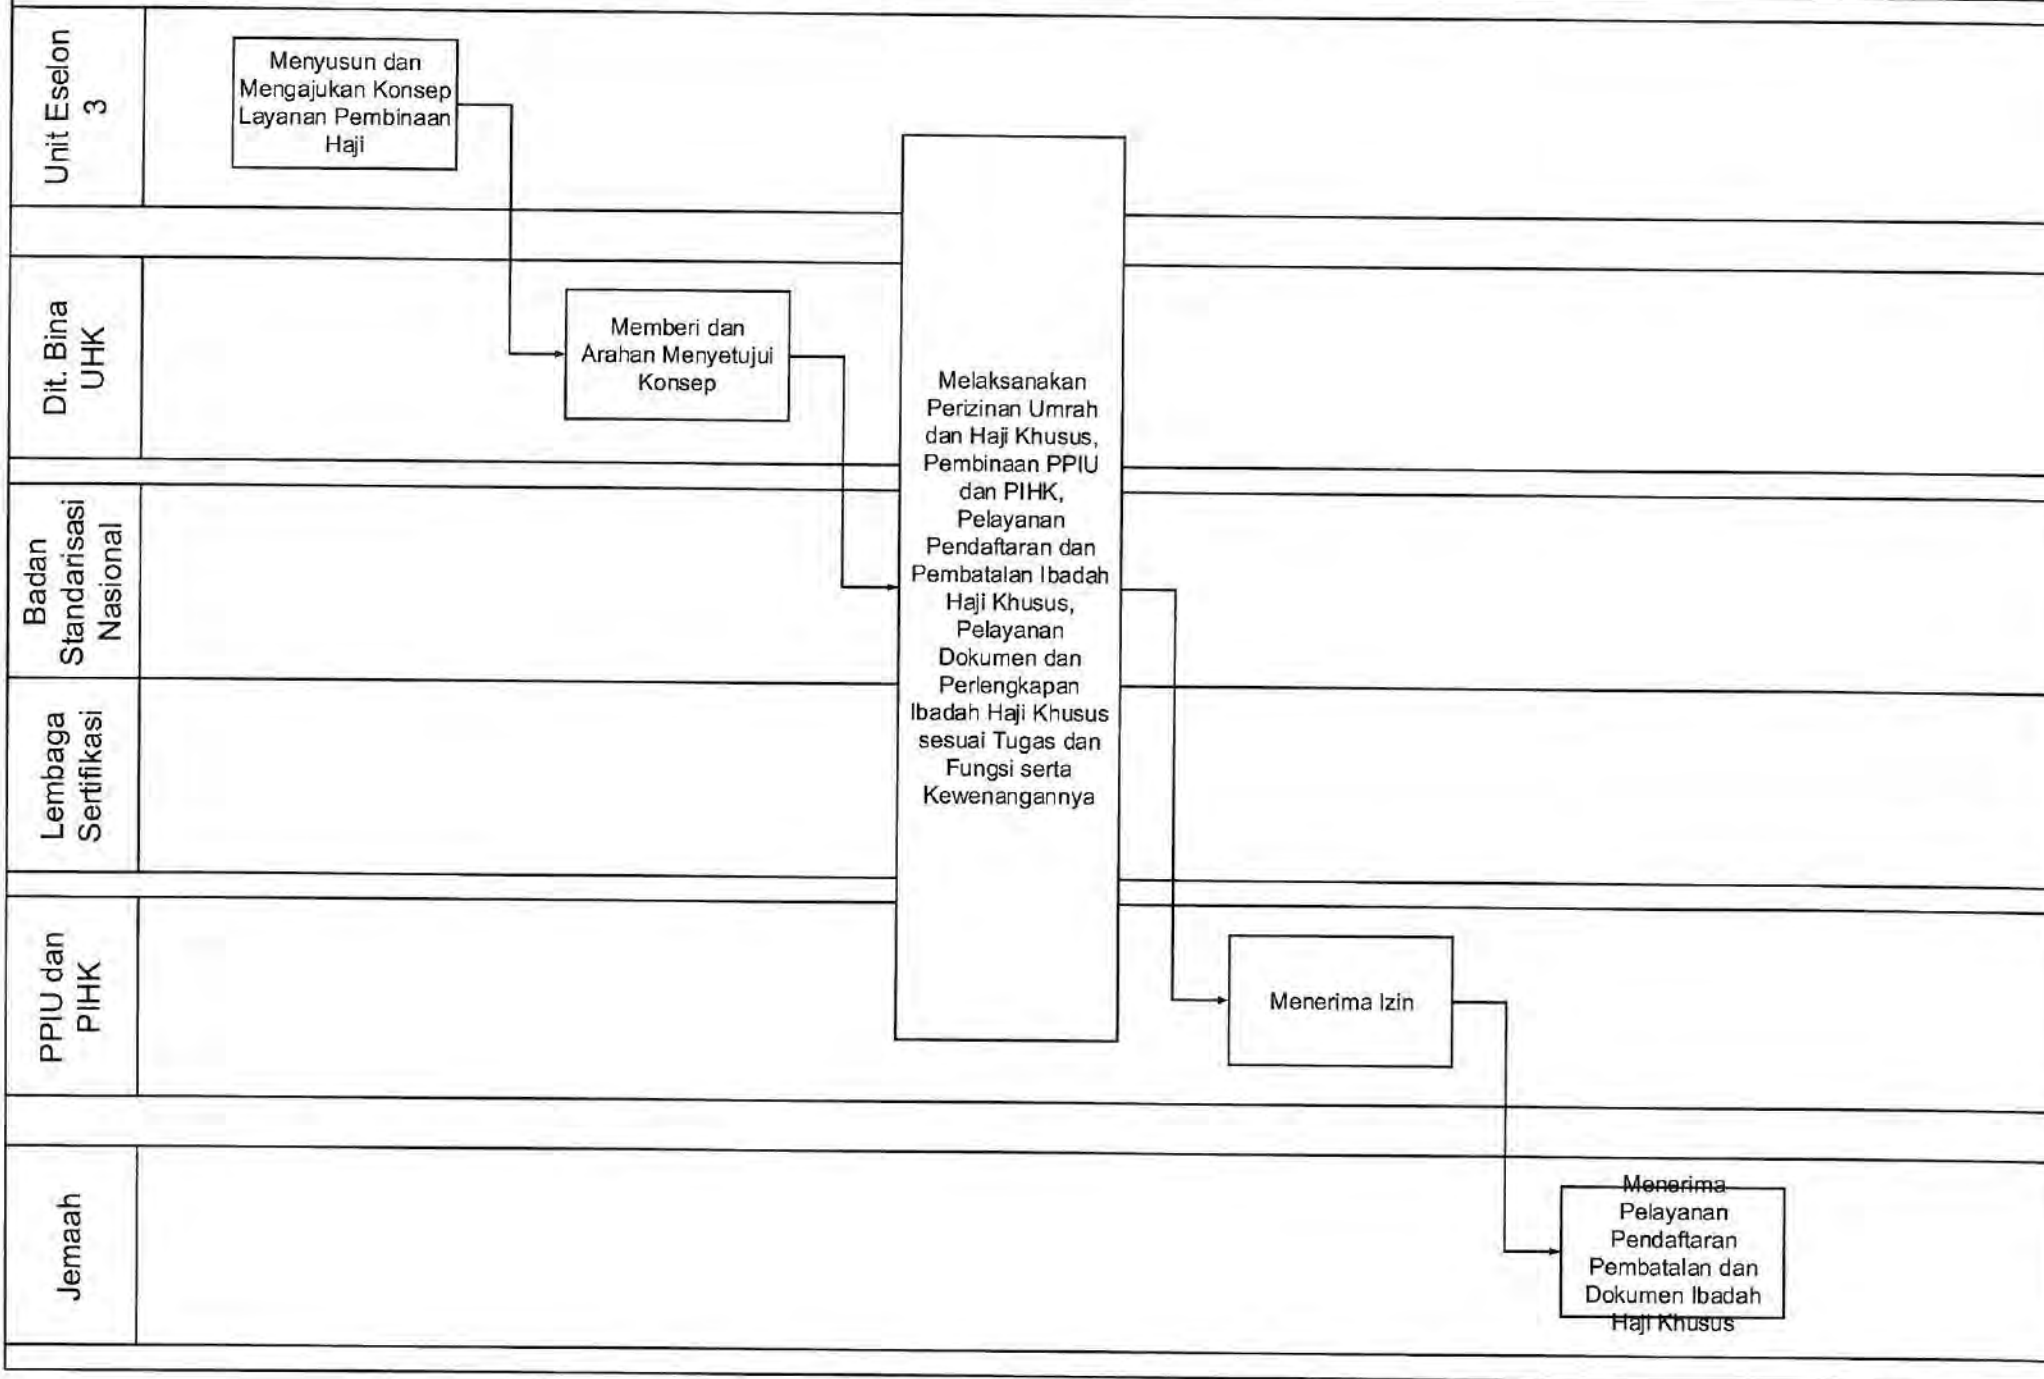 Unit Eselon
3
Menyusun dan
Mengajukan Konsep
Layanan Pembinaan
Haji
Dit. Bina
UHK
Memberi dan
Arahan Menyetujui
Konsep
Badan
Standarisasi
Nasional
Lembaga
Sertifikasi
Melaksanakan
Perizinan Umrah
dan Haji Khusus,
Pembinaan PPIU
dan PIHK,
Pelayanan
Pendaftaran dan
Pembatalan Ibadah
Haji Khusus,
Pelayanan
Dokumen dan
Perlengkapan
Ibadah Haji Khusus
sesuai Tugas dan
Fungsi serta
Kewenangannya
PPIU dan
PIHK
Menerima Izin
Jemaah
Menerima
Pelayanan
Pendaftaran
Pembatalan dan
Dokumen Ibadah
Haji Khusus